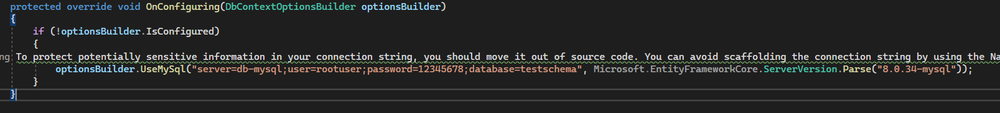 protected override void OnConfiguring(DbContextOptionsBuilder optionsBuilder)
{
if (!optionsBuilder.IsConfigured)
{
ng To protect potentially sensitive information in your connection string, you should move it out of source code. You can avoid scaffolding the connection string by using the Na
optionsBuilder.UseMySql("server=db-mysql;user=rootuser;password=12345678;database=testschema", Microsoft.EntityFrameworkCore.ServerVersion.Parse("8.0.34-mysql"));
}
}